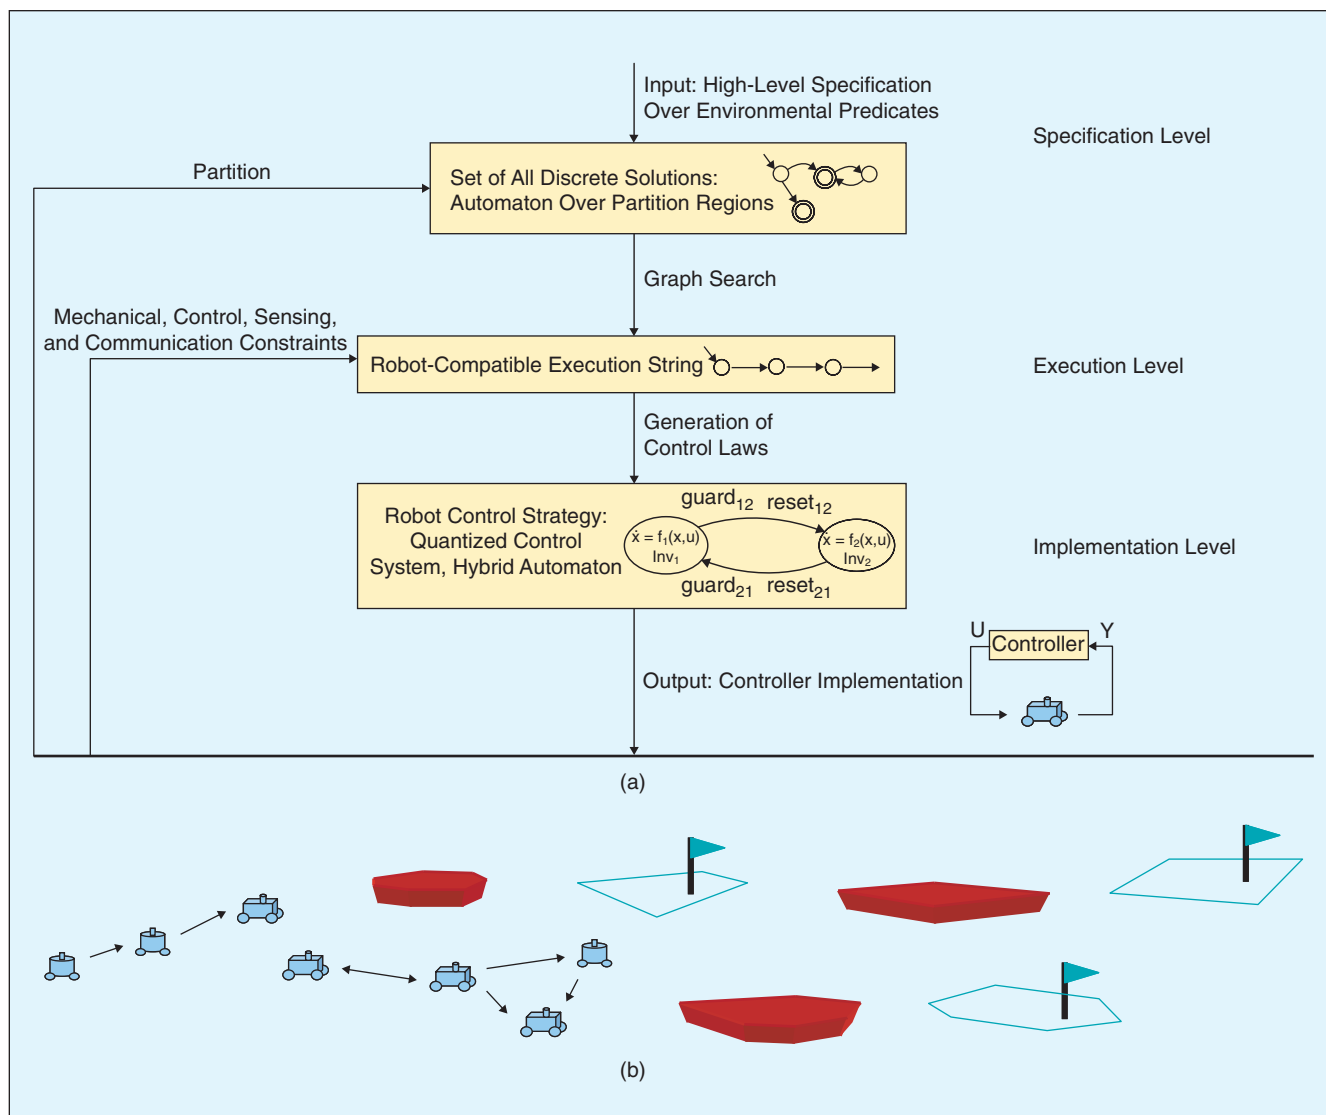 Input: High-Level Specification
Over Environmental Predicates
Specification Level
Partition
Set of All Discrete Solutions:
Automaton Over Partition Regions
Graph Search
Mechanical, Control, Sensing,
and Communication Constraints
Robot-Compatible Execution String
Execution Level
Generation of
Control Laws
guard12 reset12
Robot Control Strategy:
Quantized Control
System, Hybrid Automaton
ẋ = f1(x,u)
Inv1
ẋ = f2(x,u)
Inv2
guard21 reset21
Implementation Level
U
Y
Controller
Output: Controller Implementation
(a)
(b)